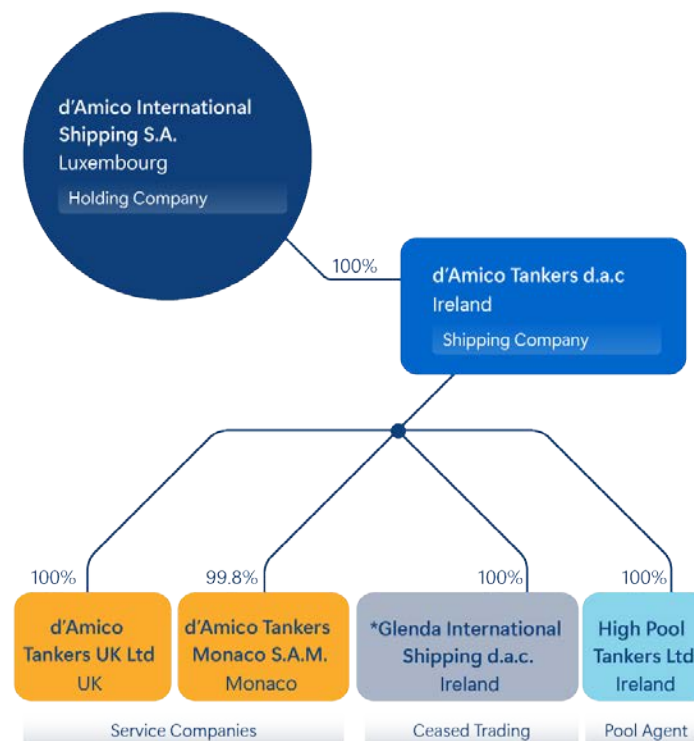 d'Amico International
Shipping S.A.
Luxembourg
Holding Company
100%
d'Amico Tankers d.a.c
Ireland
Shipping Company
100%
99.8%
100%
100%
d'Amico
Tankers UK Ltd
UK
d'Amico Tankers
Monaco S.A.M.
Monaco
*Glenda International
Shipping d.a.c.
Ireland
High Pool
Tankers Ltd
Ireland
Service Companies
Ceased Trading
Pool Agent